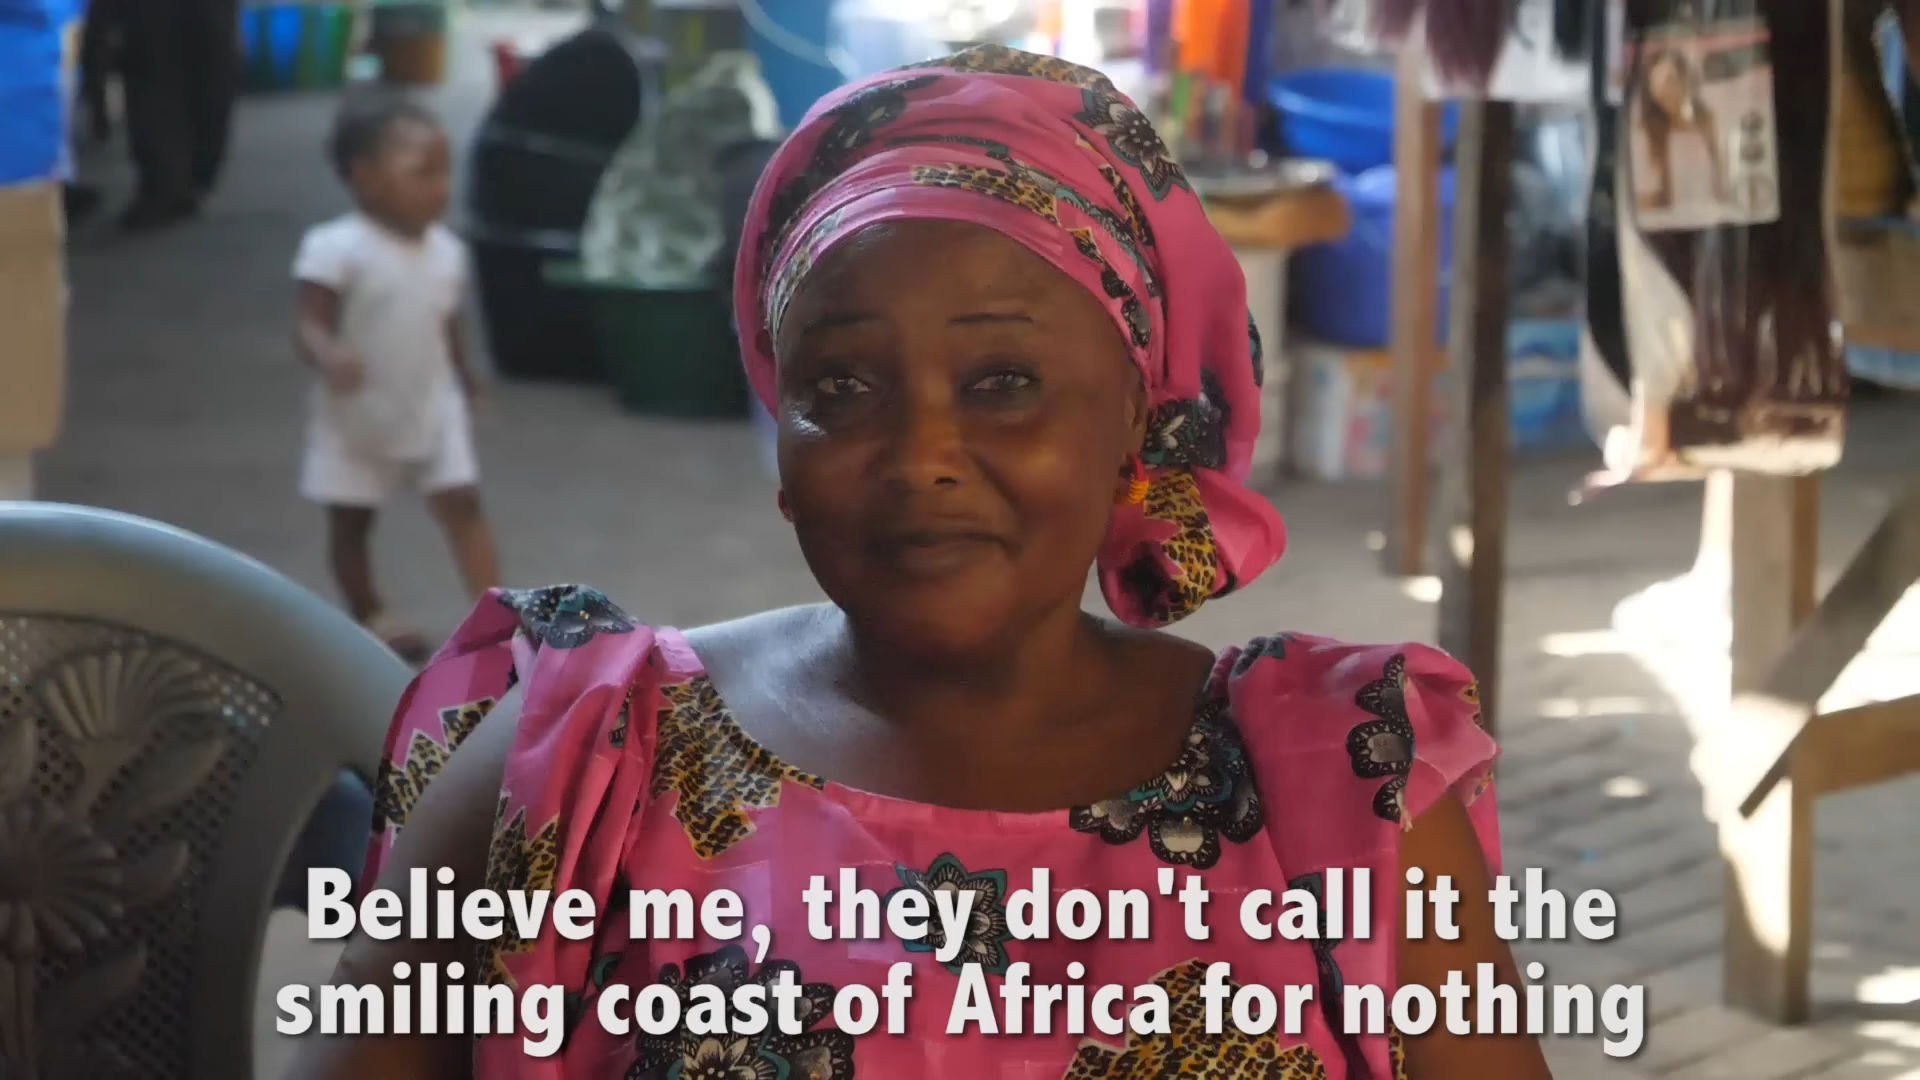 Believe me, they don't call it the
smiling coast of Africa for nothing